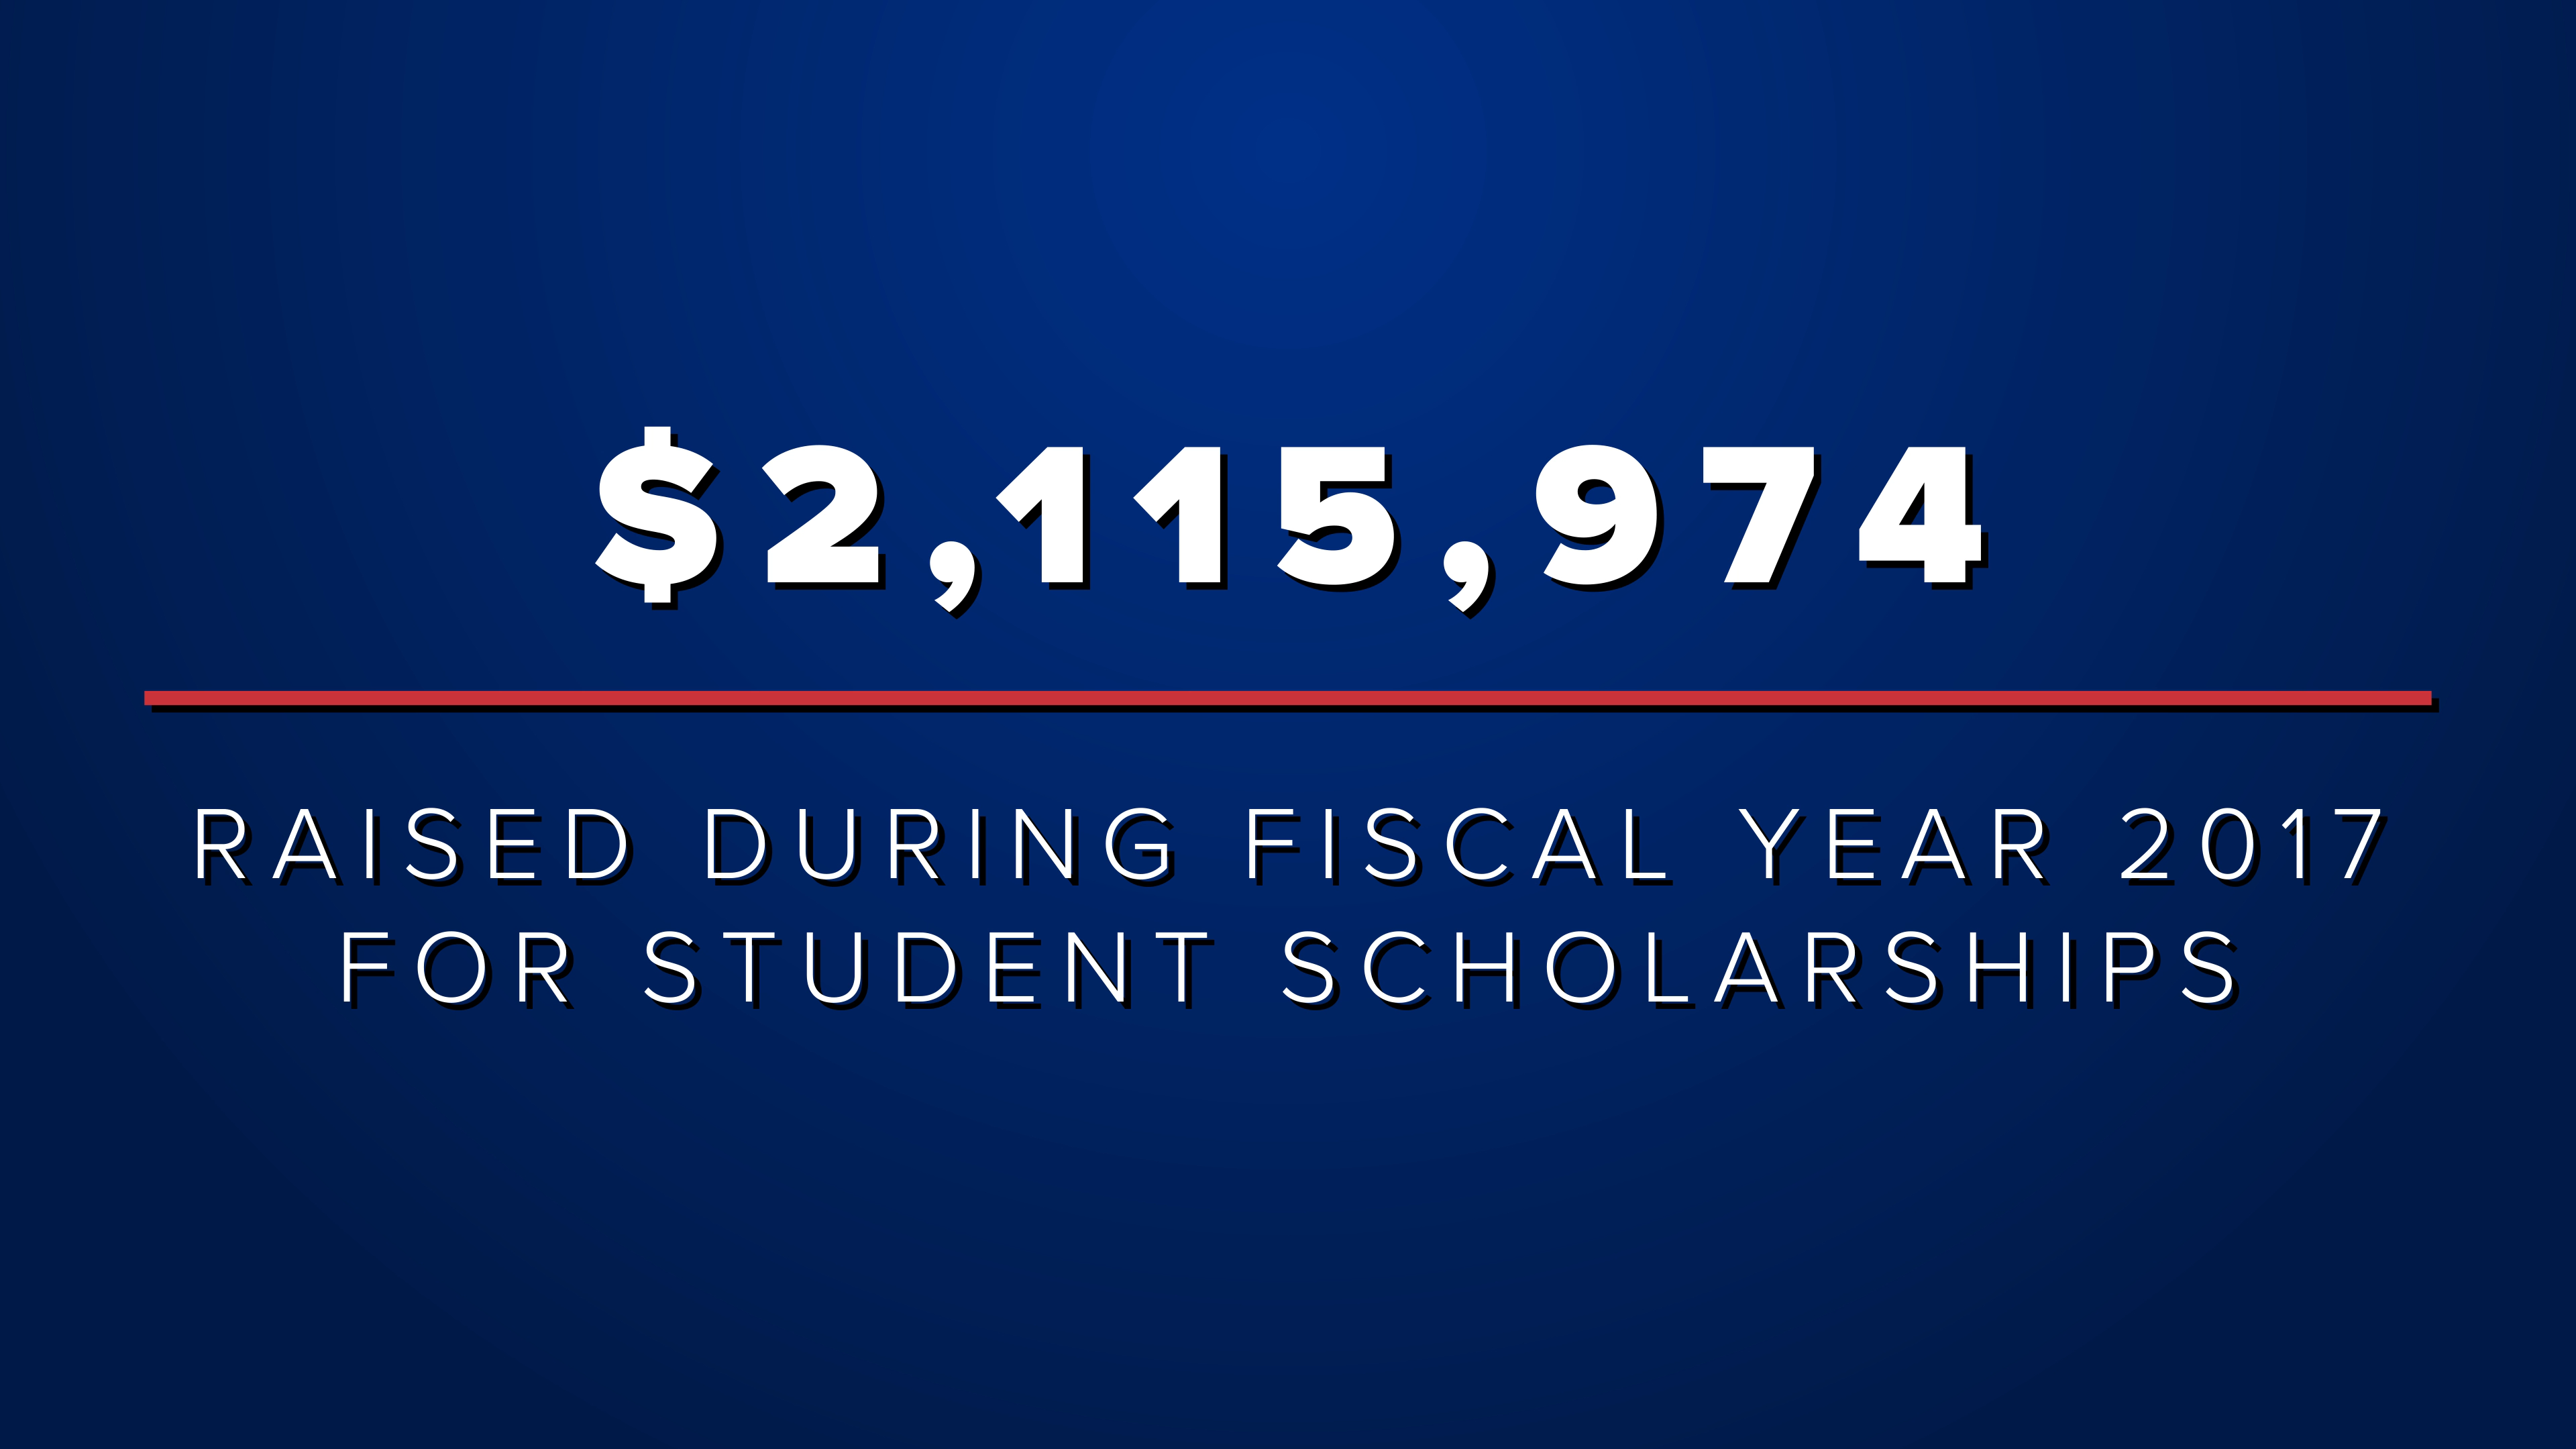 $2,115,974
RAISED DURING FISCAL YEAR 2017
FOR STUDENT SCHOLARSHIPS